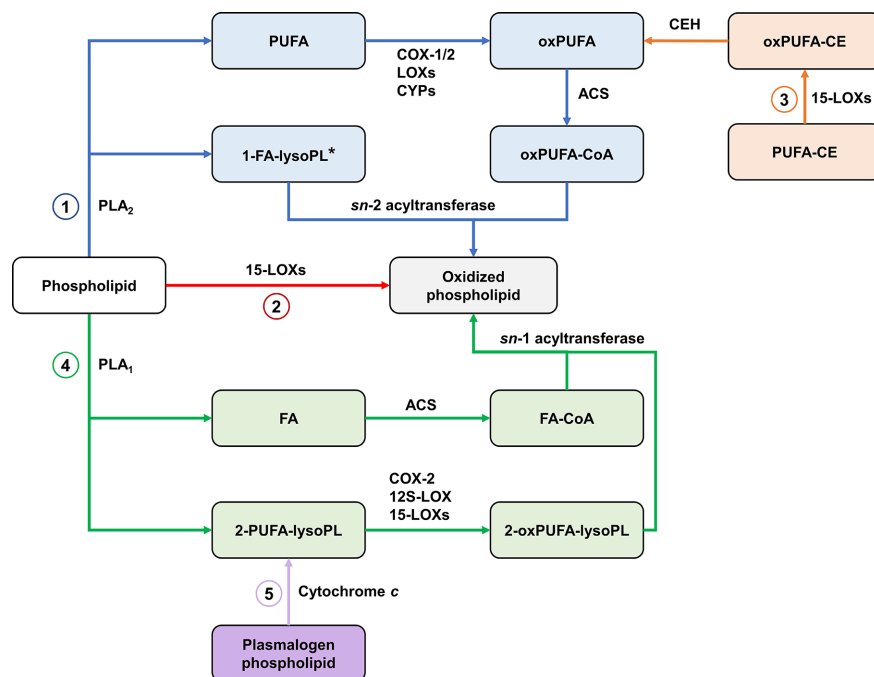 PUFA
COX-1/2
LOXs
CYPs
oxPUFA
CEH
oxPUFA-CE
ACS
3
15-LOXs
1-FA-lysoPL*
oxPUFA-CoA
PUFA-CE
1
PLA2
sn-2 acyltransferase
Phospholipid
15-LOXs
2
Oxidized
phospholipid
4
PLA1
sn-1 acyltransferase
FA
ACS
FA-CoA
COX-2
12S-LOX
15-LOXs
2-PUFA-lysoPL
2-oxPUFA-lysoPL
5
Cytochrome c
Plasmalogen
phospholipid